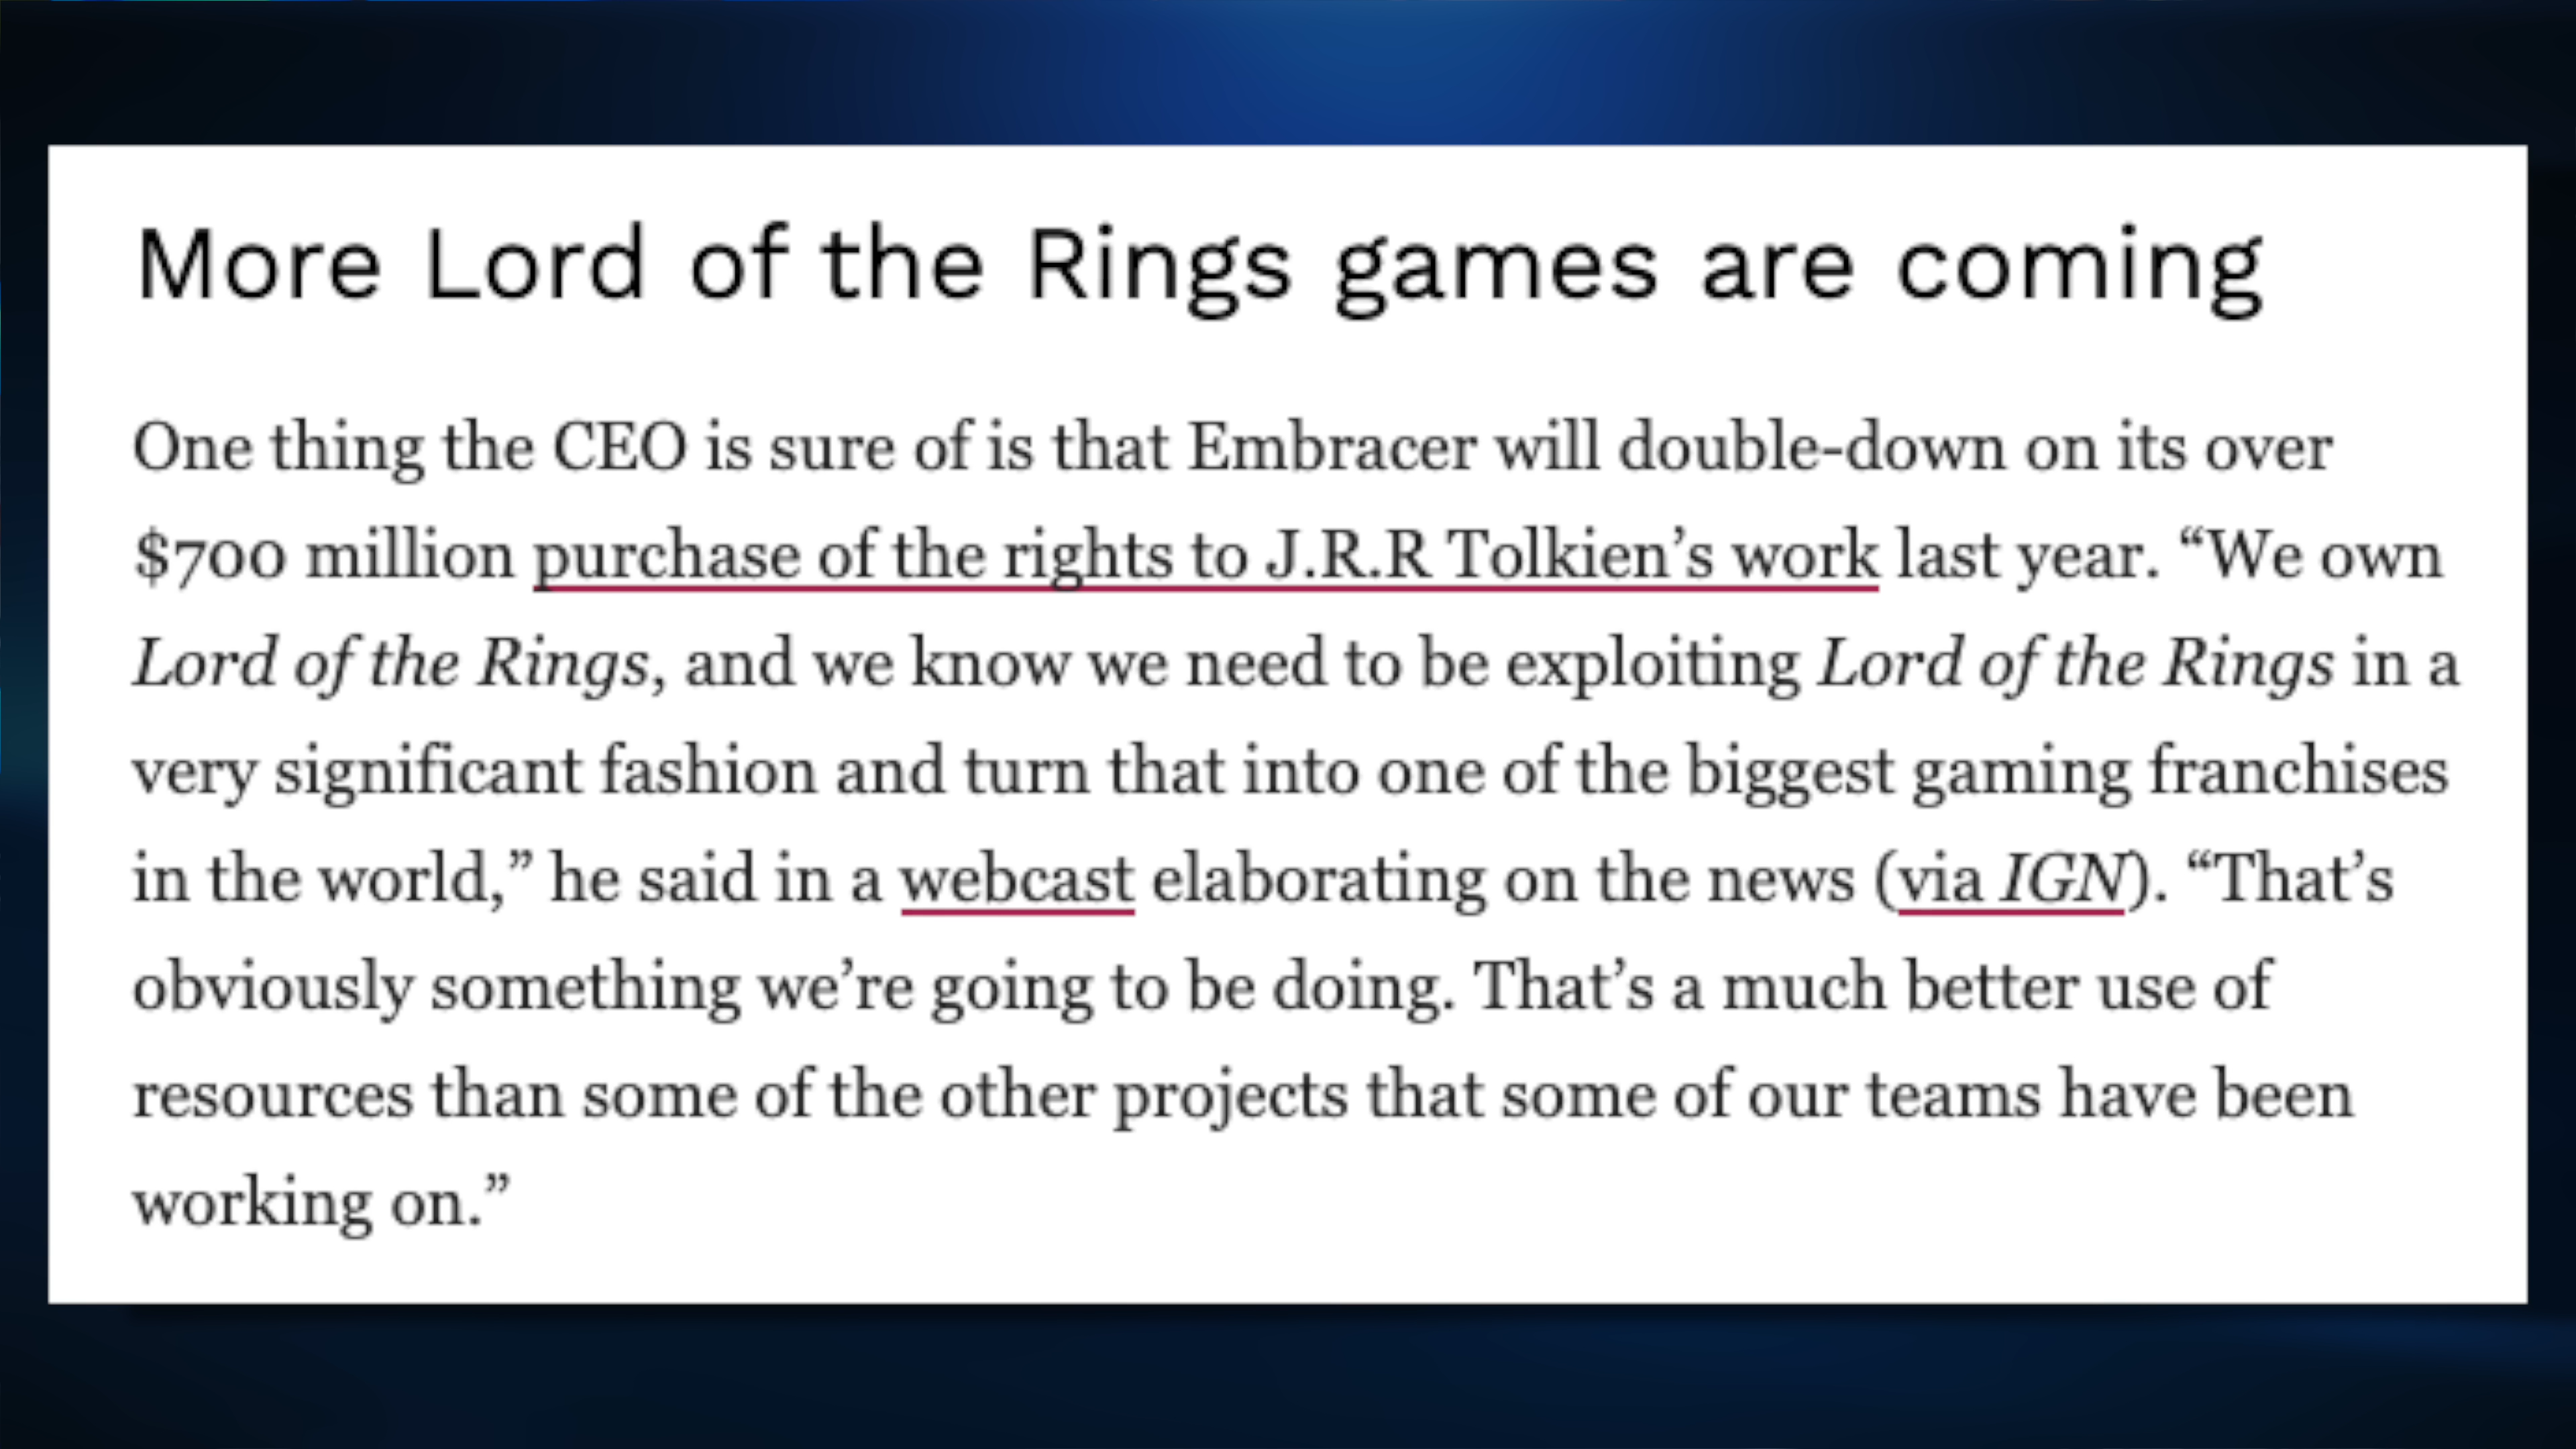 More Lord of the Rings games are coming
One thing the CEO is sure of is that Embracer will double-down on its over
$700 million purchase of the rights to J.R.R Tolkien’s work last year. “We own
Lord of the Rings, and we know we need to be exploiting Lord of the Rings in a
very significant fashion and turn that into one of the biggest gaming franchises
in the world,” he said in a webcast elaborating on the news (via IGN). “That’s
obviously something we’re going to be doing. That’s a much better use of
resources than some of the other projects that some of our teams have been
working on.”